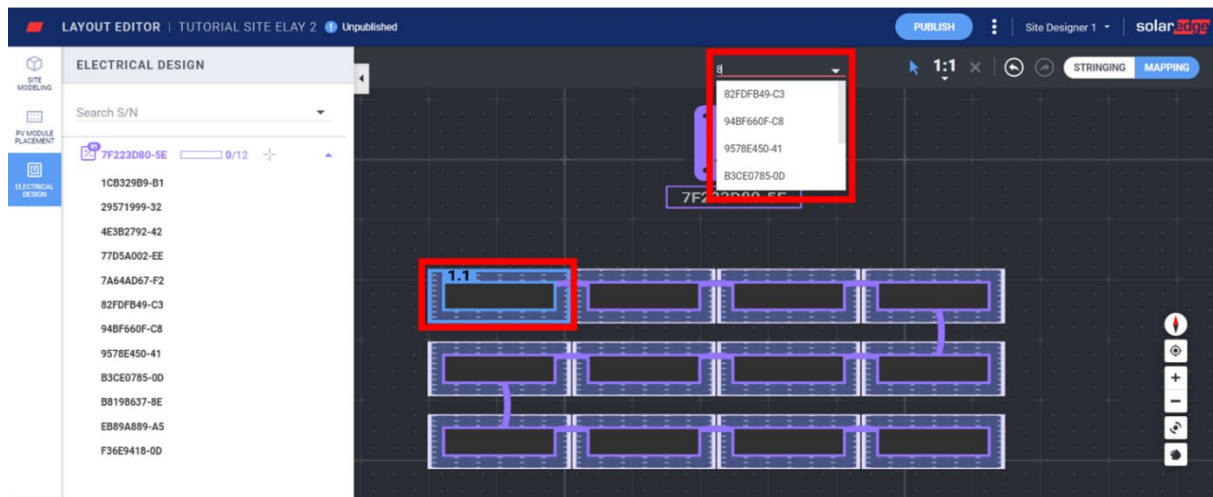 LAYOUT EDITOR | TUTORIAL SITE ELAY 2 Unpublished
PUBLISH
Site Designer 1
solaredge
SITE
MODELING
PV MODULE
PLACEMENT
ELECTRICAL
DESIGN
ELECTRICAL DESIGN
Search S/N
01
7F223D80-5E 0/12
1CB329B9-B1
29571999-32
4E3B2792-42
77D5A002-EE
7A64AD67-F2
82FDFB49-C3
94BF660F-C8
9578E450-41
B3CE0785-0D
B8198637-8E
EB89A889-A5
F36E9418-0D
8
82FDFB49-C3
94BF660F-C8
9578E450-41
B3CE0785-0D
1:1
STRINGING
MAPPING
7F223D80-5E
1.1